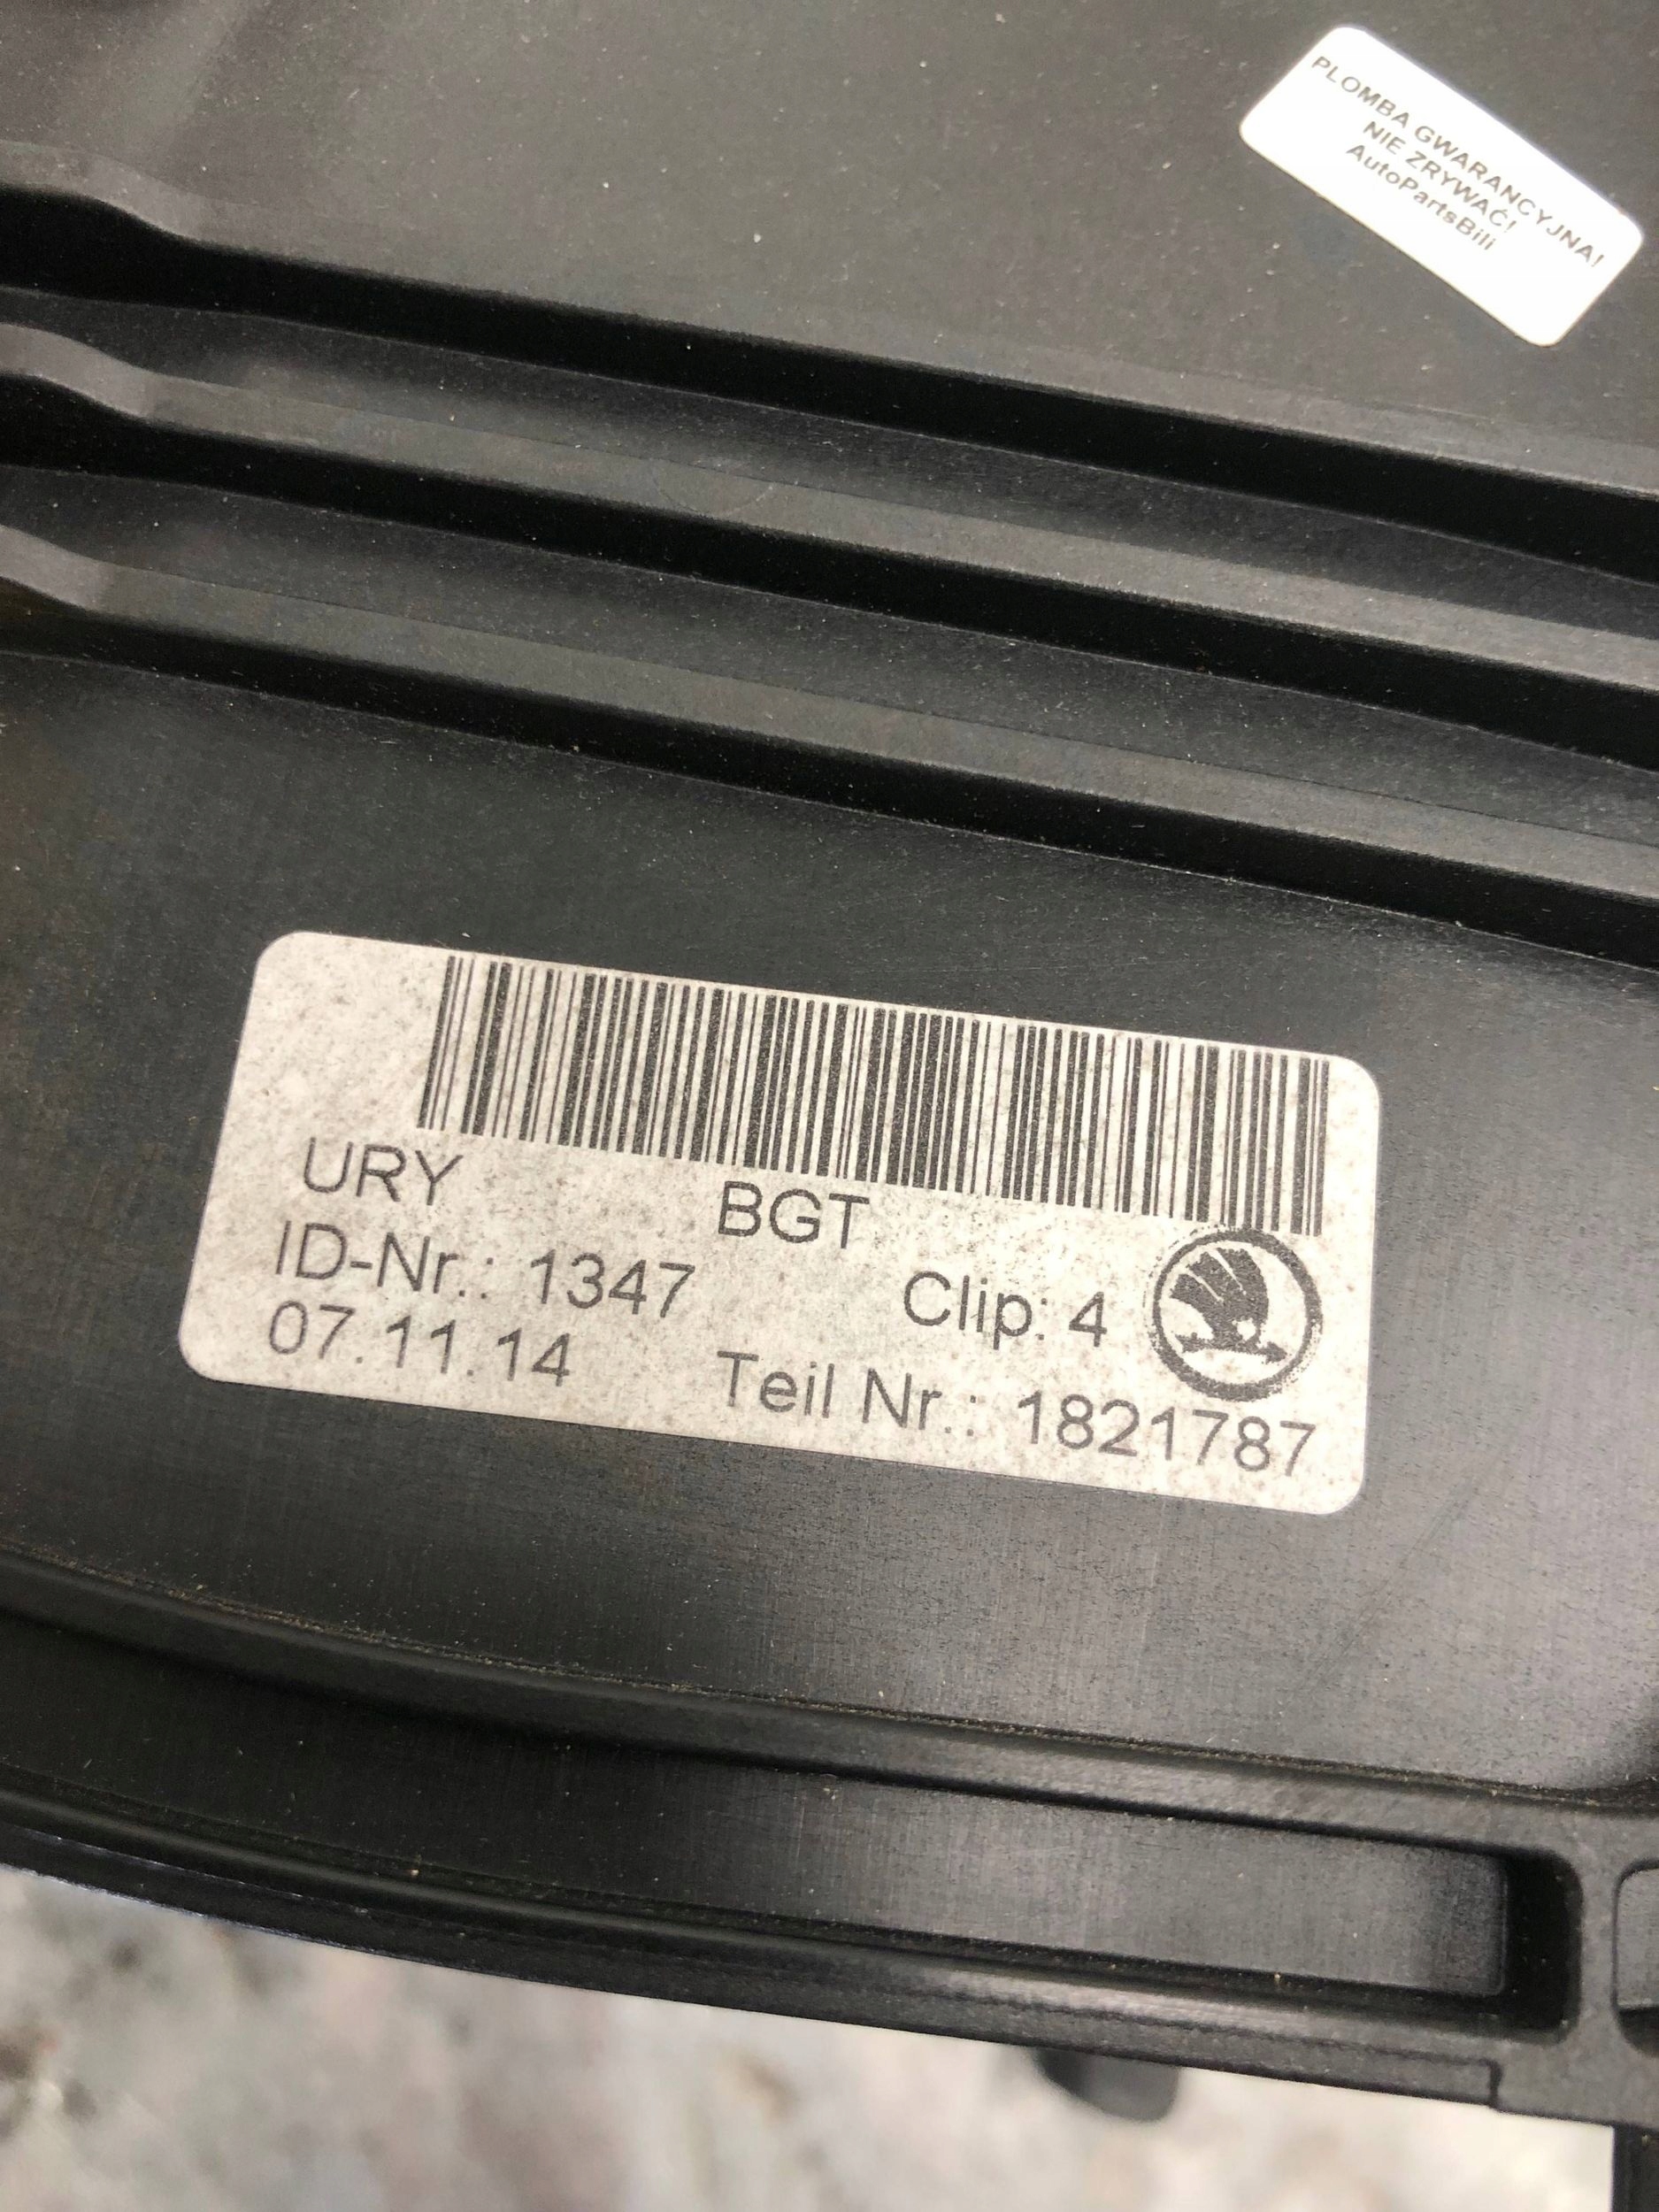 PLOMBA GWARANCYJNA!
NIE ZRYWAĆ!
AutoPartsBili
URY BGT
ID-Nr.: 1347 Clip: 4
07.11.14 Teil Nr.: 1821787